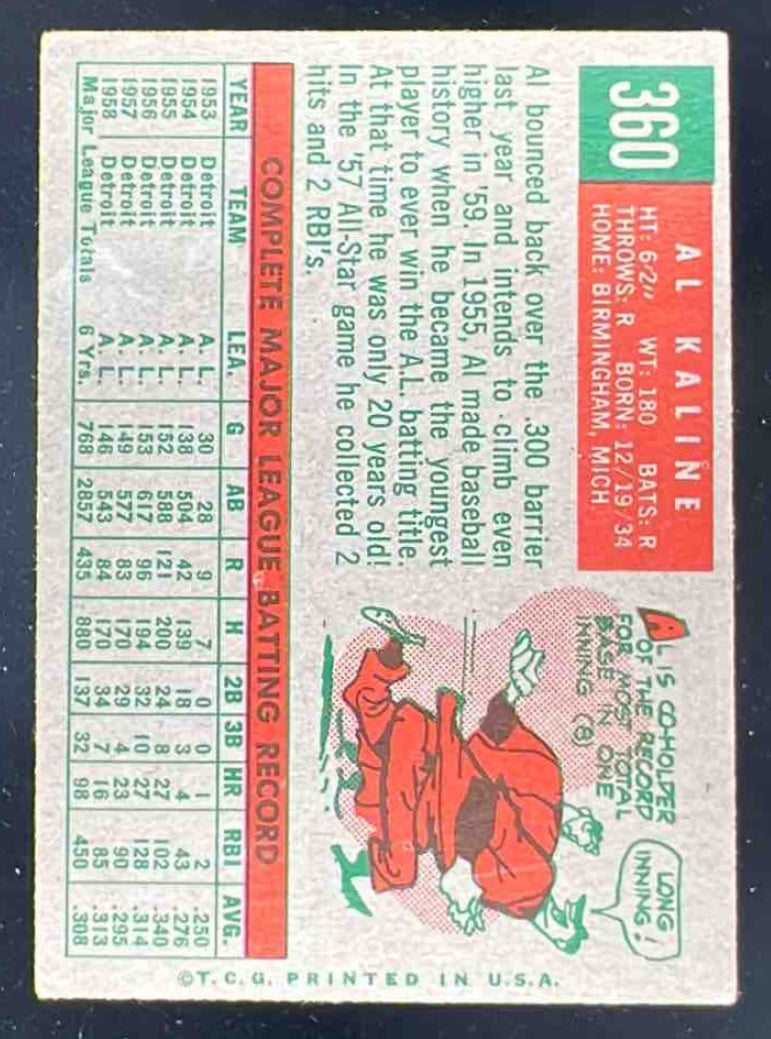 360
AL KALINE
HT: 6'2" WT: 180 BATS: R
THROWS: R BORN: 12/19/34
HOME: BIRMINGHAM, MICH.
Al bounced back over the .300 barrier
last year and intends to climb even
higher in '59. In 1955, Al made baseball
history when he became the youngest
player to ever win the A.L. batting title.
At that time he was only 20 years old!
In the '57 All-Star game he collected 2
hits and 2 RBI's.
AL IS CO-HOLDER
OF THE RECORD
FOR MOST TOTAL
BASE IN ONE
INNING (8)
LONG
INNING!
COMPLETE MAJOR LEAGUE BATTING RECORD
YEAR TEAM LEA. G AB R H 2B 3B HR RBI AVG.
1953 Detroit A. L. 30 28 9 7 0 0 1 2 .250
1954 Detroit A. L. 138 504 42 139 18 3 4 43 .276
1955 Detroit A. L. 152 588 121 200 24 8 27 102 .340
1956 Detroit A. L. 153 617 96 194 32 10 27 128 .314
1957 Detroit A. L. 149 577 83 170 29 4 23 90 .295
1958 Detroit A. L. 146 543 84 170 34 7 16 85 .313
Major League Totals 6 Yrs. 768 2857 435 880 137 32 98 450 .308
©T. C. G. PRINTED IN U.S.A.